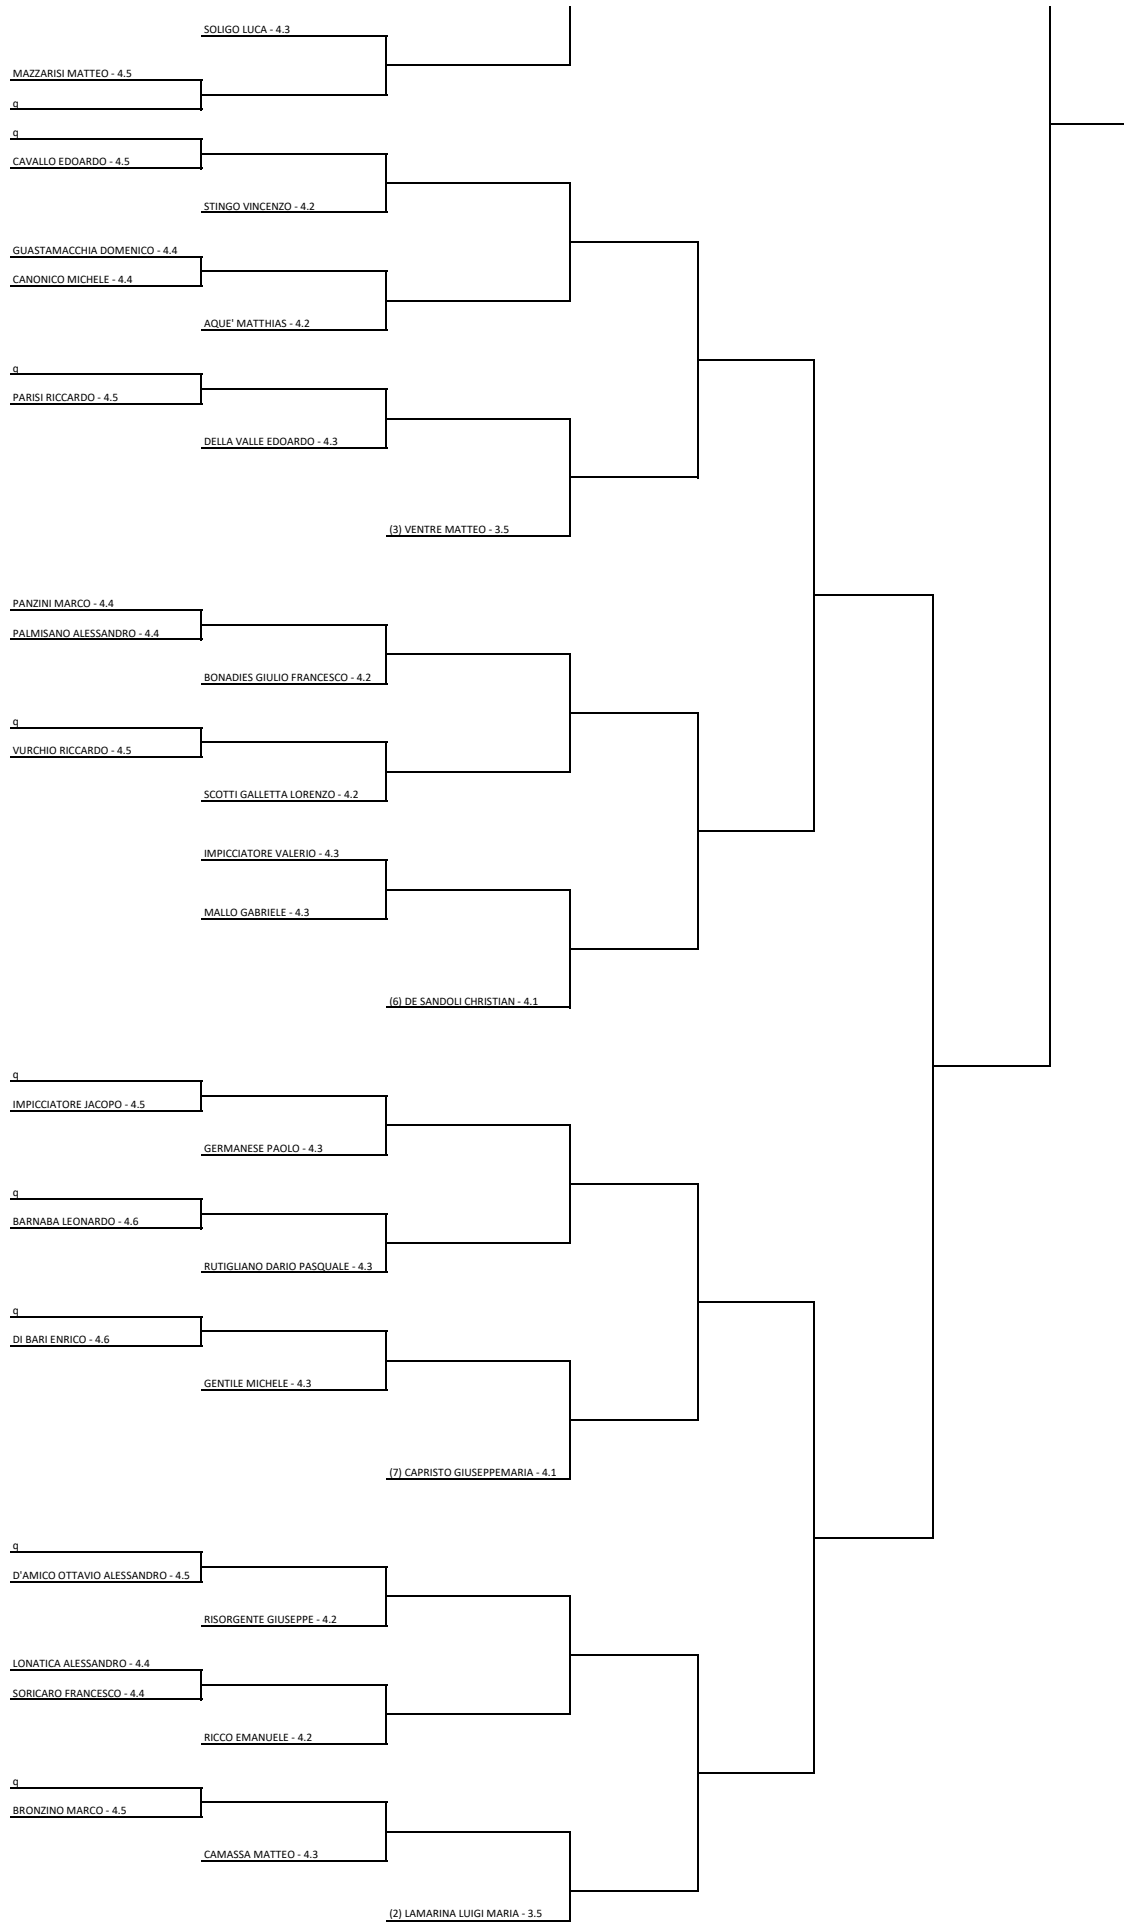 SOLIGO LUCA - 4.3
MAZZARISI MATTEO - 4.5
q
q
CAVALLO EDOARDO - 4.5
STINGO VINCENZO - 4.2
GUASTAMACCHIA DOMENICO - 4.4
CANONICO MICHELE - 4.4
AQUE' MATTHIAS - 4.2
q
PARISI RICCARDO - 4.5
DELLA VALLE EDOARDO - 4.3
(3) VENTRE MATTEO - 3.5
PANZINI MARCO - 4.4
PALMISANO ALESSANDRO - 4.4
BONADIES GIULIO FRANCESCO - 4.2
q
VURCHIO RICCARDO - 4.5
SCOTTI GALLETTA LORENZO - 4.2
IMPICCIATORE VALERIO - 4.3
MALLO GABRIELE - 4.3
(6) DE SANDOLI CHRISTIAN - 4.1
q
IMPICCIATORE JACOPO - 4.5
GERMANESE PAOLO - 4.3
q
BARNABA LEONARDO - 4.6
RUTIGLIANO DARIO PASQUALE - 4.3
q
DI BARI ENRICO - 4.6
GENTILE MICHELE - 4.3
(7) CAPRISTO GIUSEPPEMARIA - 4.1
q
D'AMICO OTTAVIO ALESSANDRO - 4.5
RISORGENTE GIUSEPPE - 4.2
LONATICA ALESSANDRO - 4.4
SORICARO FRANCESCO - 4.4
RICCO EMANUELE - 4.2
q
BRONZINO MARCO - 4.5
CAMASSA MATTEO - 4.3
(2) LAMARINA LUIGI MARIA - 3.5